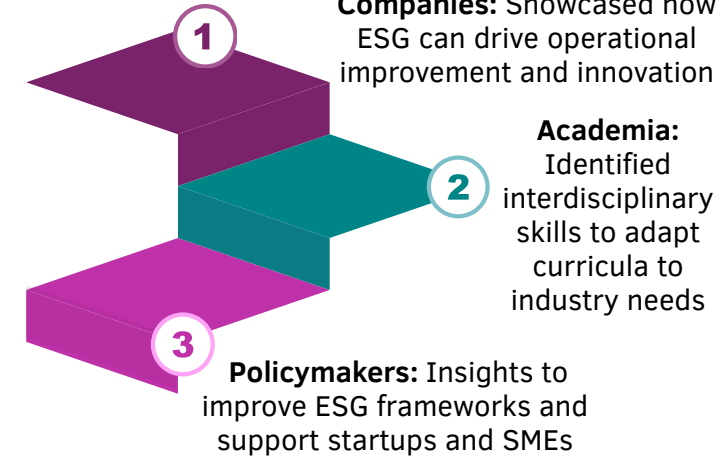 1
Companies: Showcased how
ESG can drive operational
improvement and innovation
2
Academia:
Identified
interdisciplinary
skills to adapt
curricula to
industry needs
3
Policymakers: Insights to
improve ESG frameworks and
support startups and SMEs